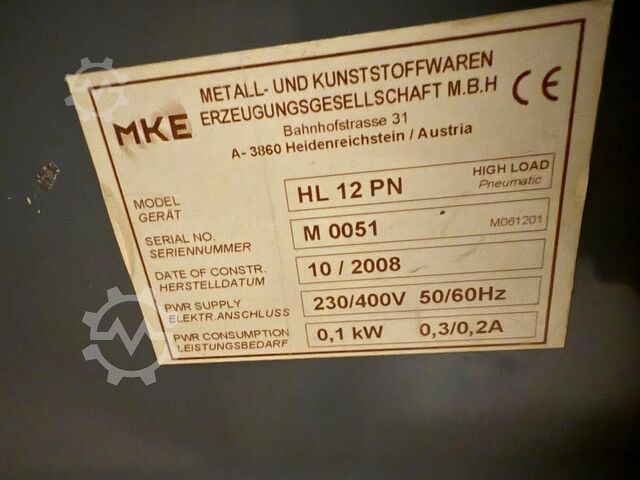 MKE
METALL- UND KUNSTSTOFFWAREN
ERZEUGUNGSGESELLSCHAFT M.B.H
CE
Bahnhofstrasse 31
A- 3860 Heidenreichstein / Austria
MODEL
GERÄT
HL 12 PN
HIGH LOAD
Pneumatic
SERIAL NO.
SERIENNUMMER
M 0051
M061201
DATE OF CONSTR.
HERSTELLDATUM
10 / 2008
PWR SUPPLY
ELEKTR.ANSCHLUSS
230/400V 50/60Hz
PWR CONSUMPTION
LEISTUNGSBEDARF
0,1 kW 0,3/0,2A